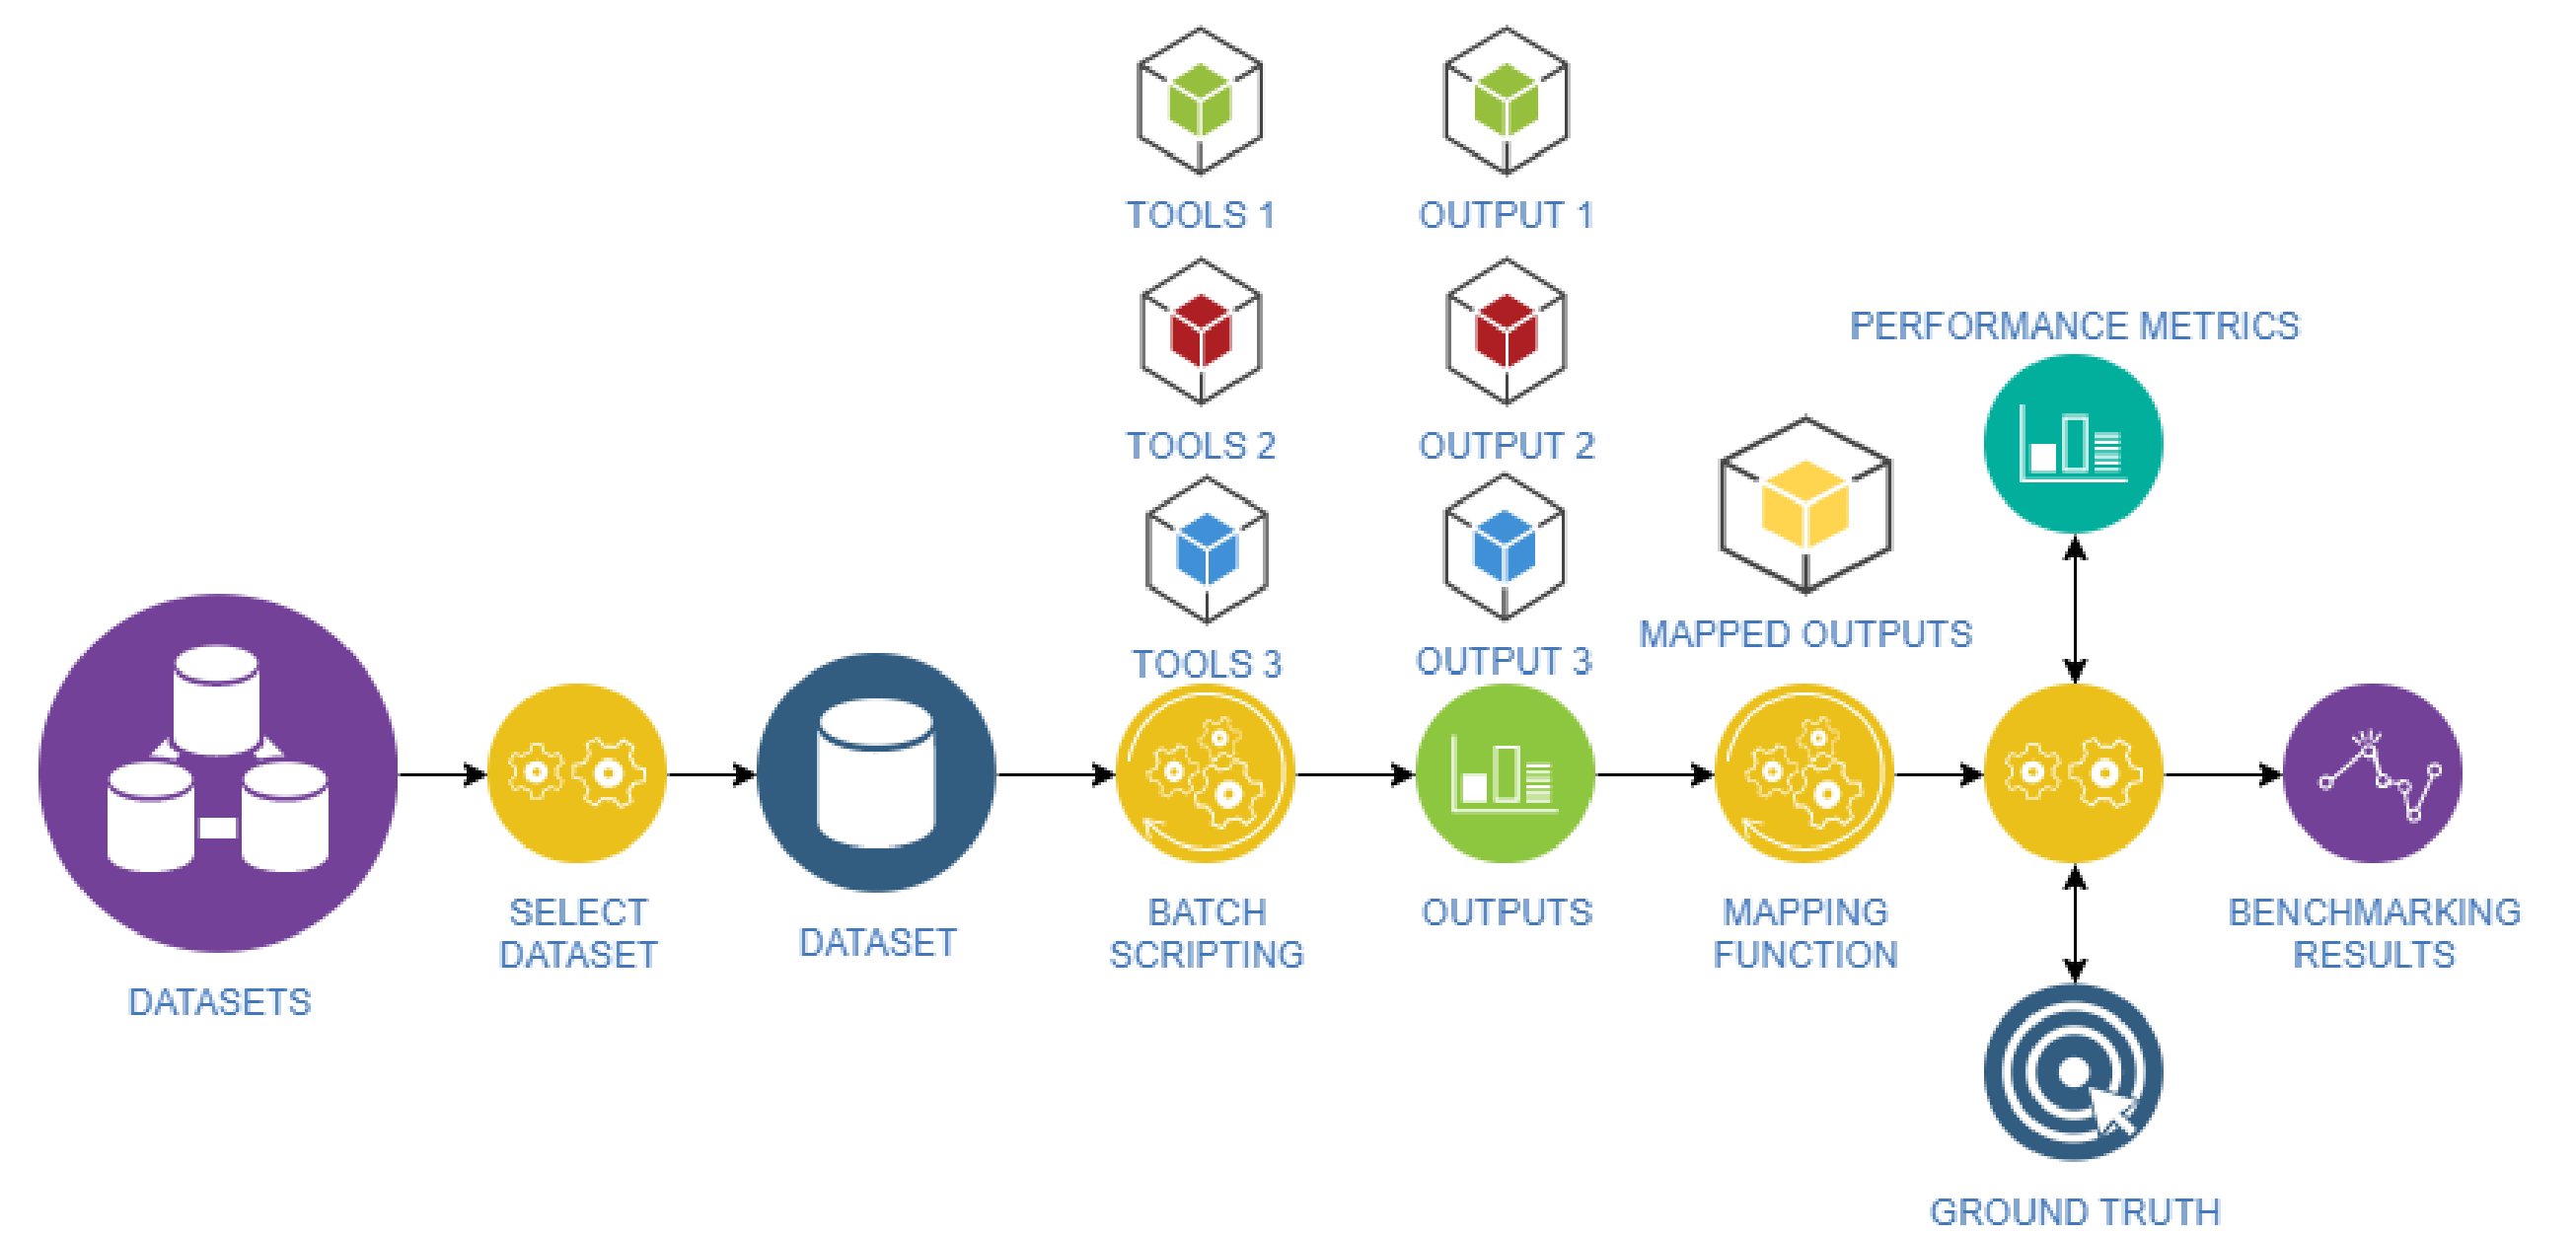 TOOLS 1
OUTPUT 1
TOOLS 2
OUTPUT 2
TOOLS 3
OUTPUT 3
MAPPED OUTPUTS
PERFORMANCE METRICS
DATASETS
SELECT
DATASET
DATASET
BATCH
SCRIPTING
OUTPUTS
MAPPING
FUNCTION
BENCHMARKING
RESULTS
GROUND TRUTH